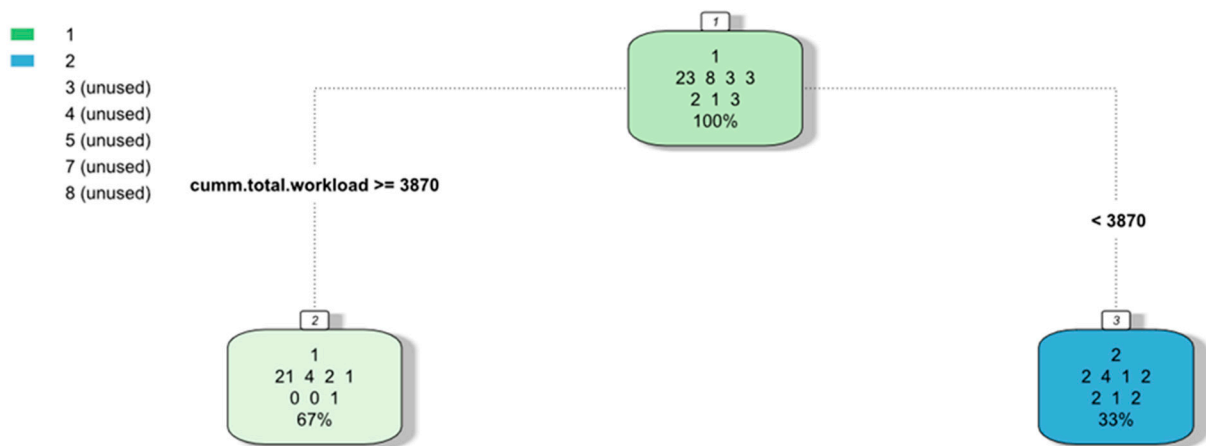 1
2
3 (unused)
4 (unused)
5 (unused)
7 (unused)
8 (unused)
1
1
23 8 3 3
2 1 3
100%
cumm.total.workload >= 3870
< 3870
2
1
21 4 2 1
0 0 1
67%
3
2
2 4 1 2
2 1 2
33%